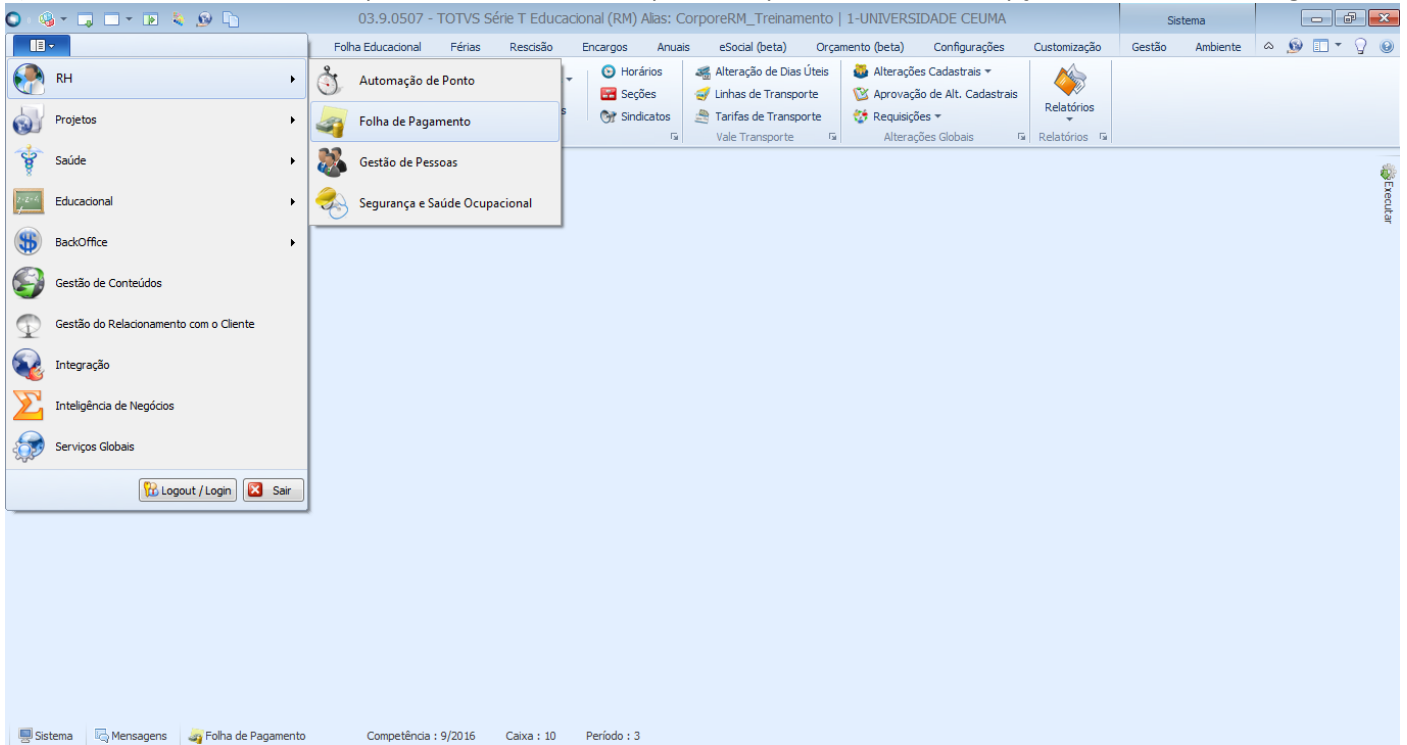 03.9.0507 - TOTVS Série T Educacional (RM) Alias: CorporeRM_Treinamento | 1-UNIVERSIDADE CEUMA
Sistema
Folha Educacional Férias Rescisão Encargos Anuais eSocial (beta) Orçamento (beta) Configurações Customização Gestão Ambiente
Horários
Seções
Sindicatos
Alteração de Dias Úteis
Linhas de Transporte
Tarifas de Transporte
Vale Transporte
Alterações Cadastrais
Aprovação de Alt. Cadastrais
Requisições
Alterações Globais
Relatórios
Relatórios
RH
Projetos
Saúde
Educacional
BackOffice
Gestão de Conteúdos
Gestão do Relacionamento com o Cliente
Integração
Inteligência de Negócios
Serviços Globais
Logout / Login Sair
Automação de Ponto
Folha de Pagamento
Gestão de Pessoas
Segurança e Saúde Ocupacional
Executar
Sistema Mensagens Folha de Pagamento Competência : 9/2016 Caixa : 10 Período : 3